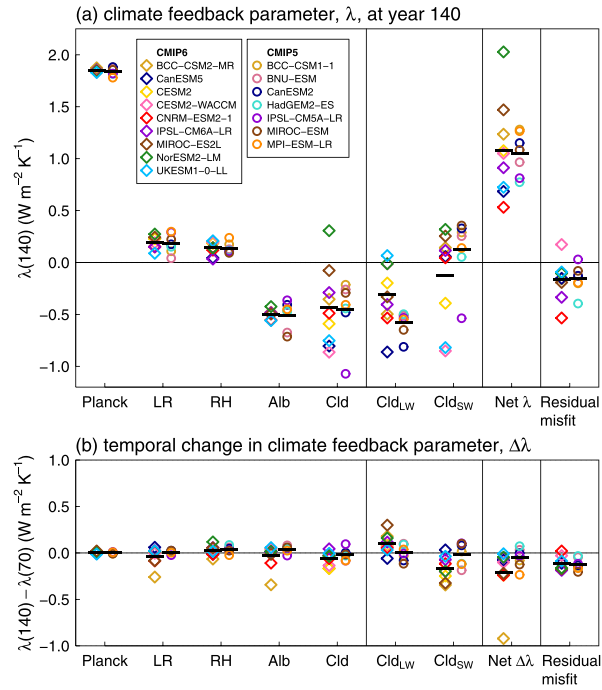 (a) climate feedback parameter, λ, at year 140
λ(140) (W m⁻² K⁻¹)
2.0
1.5
1.0
0.5
0.0
−0.5
−1.0
CMIP6
BCC−CSM2−MR
CanESM5
CESM2
CESM2−WACCM
CNRM−ESM2−1
IPSL−CM6A−LR
MIROC−ES2L
NorESM2−LM
UKESM1−0−LL
CMIP5
BCC−CSM1−1
BNU−ESM
CanESM2
HadGEM2−ES
IPSL−CM5A−LR
MIROC−ESM
MPI−ESM−LR
Planck LR RH Alb Cld Cld_LW Cld_SW Net λ Residual
misfit
(b) temporal change in climate feedback parameter, Δλ
λ(140) − λ(70) (W m⁻² K⁻¹)
1.0
0.5
0.0
−0.5
−1.0
Planck LR RH Alb Cld Cld_LW Cld_SW Net Δλ Residual
misfit